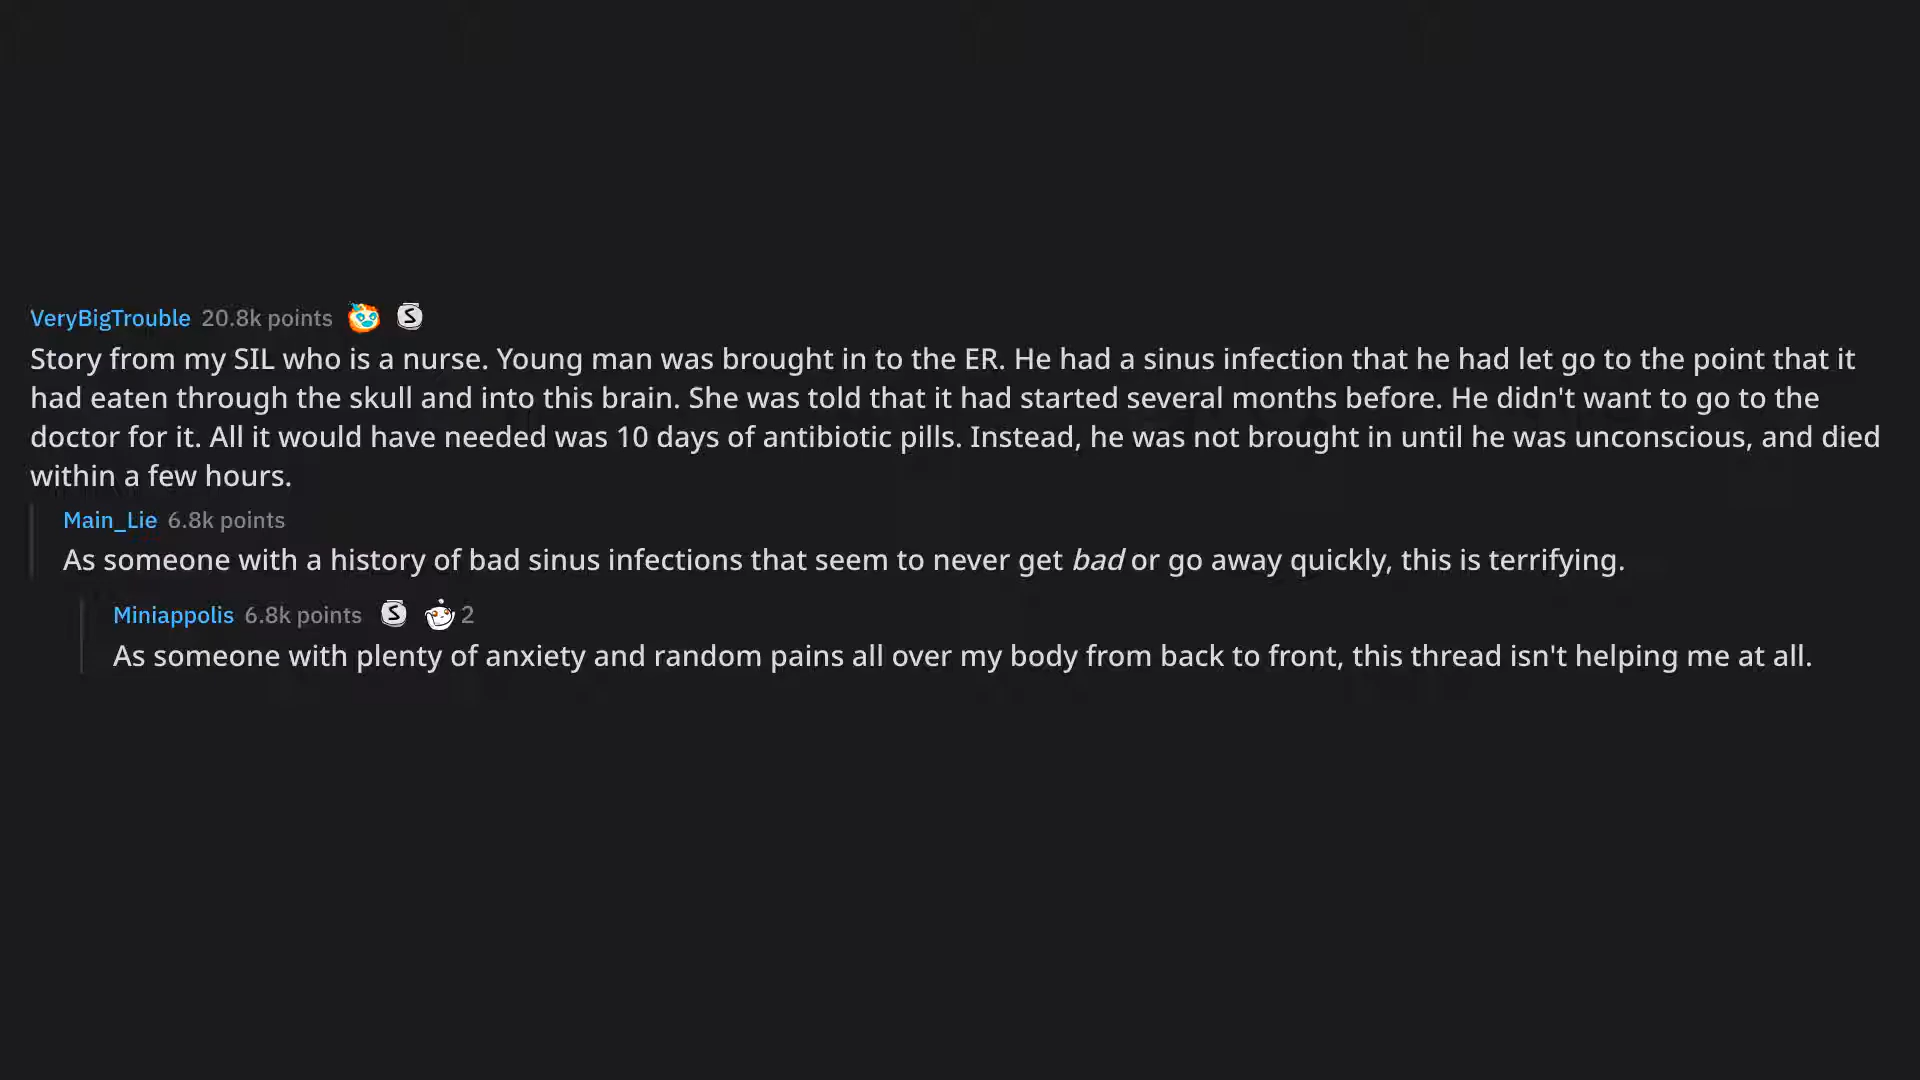 VeryBigTrouble 20.8k points
Story from my SIL who is a nurse. Young man was brought in to the ER. He had a sinus infection that he had let go to the point that it
had eaten through the skull and into this brain. She was told that it had started several months before. He didn't want to go to the
doctor for it. All it would have needed was 10 days of antibiotic pills. Instead, he was not brought in until he was unconscious, and died
within a few hours.
Main_Lie 6.8k points
As someone with a history of bad sinus infections that seem to never get bad or go away quickly, this is terrifying.
Miniappolis 6.8k points S 2
As someone with plenty of anxiety and random pains all over my body from back to front, this thread isn't helping me at all.